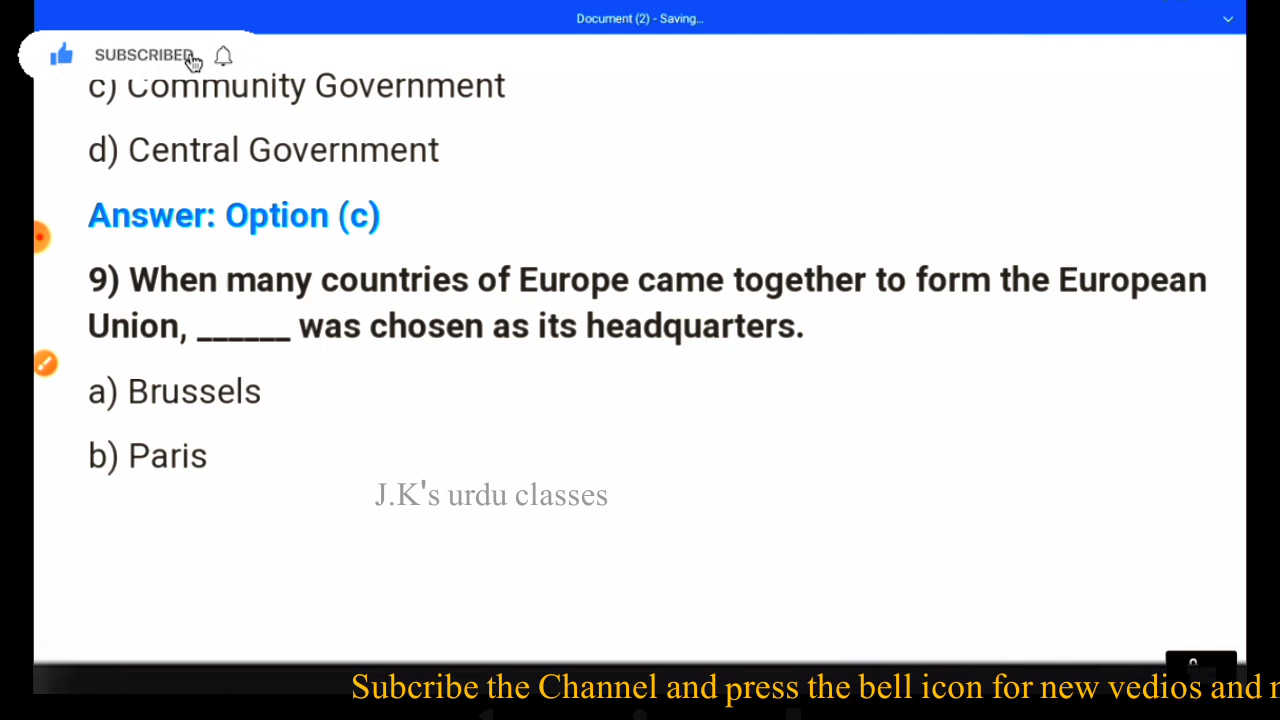 Document (2) - Saving...
SUBSCRIBED
c) Community Government
d) Central Government
Answer: Option (c)
9) When many countries of Europe came together to form the European
Union, ______ was chosen as its headquarters.
a) Brussels
b) Paris
J.K's urdu classes
Subcribe the Channel and press the bell icon for new vedios and